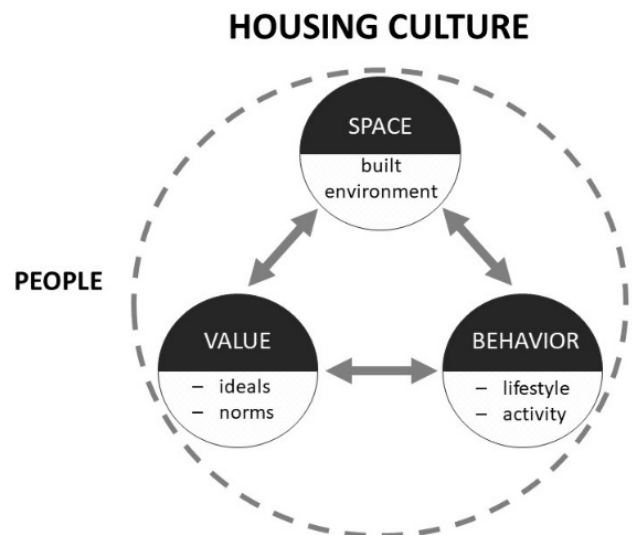 HOUSING CULTURE
SPACE
built
environment
PEOPLE
VALUE
– ideals
– norms
BEHAVIOR
– lifestyle
– activity